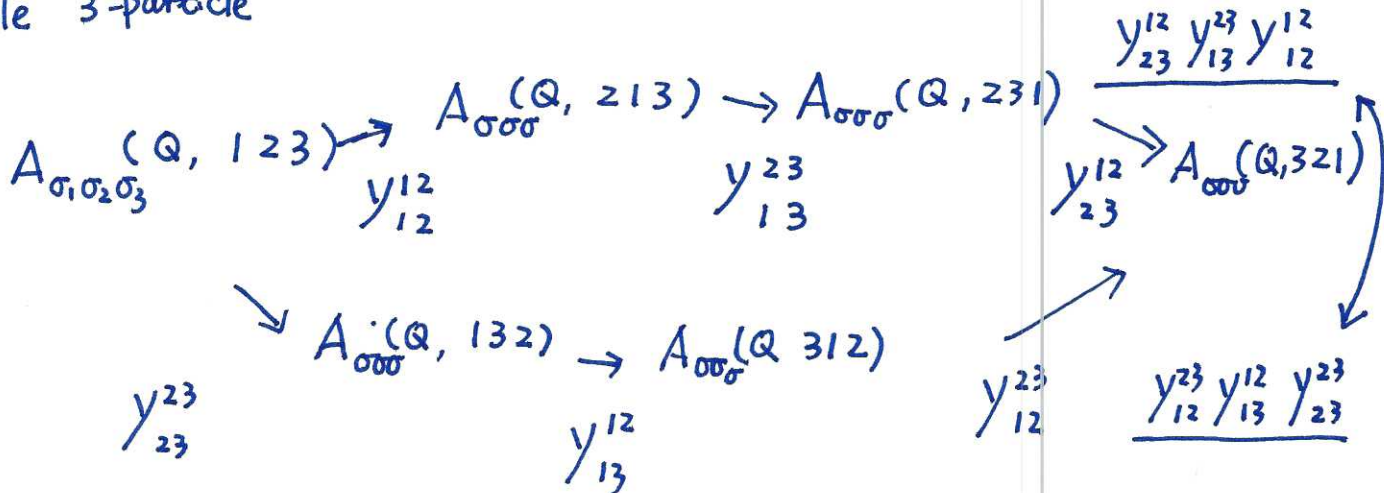 le 3-particle
y^{12}_{23} y^{23}_{13} y^{12}_{12}
A_{σσσ}(Q, 213) → A_{σσσ}(Q, 231)
A_{σ_1σ_2σ_3}(Q, 123) → A_{σσσ}(Q, 321)
y^{12}_{12} y^{23}_{13} y^{12}_{23}
A_{σσσ}(Q, 132) → A_{σσσ}(Q 312)
y^{23}_{23} y^{12}_{13} y^{23}_{12} y^{23}_{12} y^{12}_{13} y^{23}_{23}